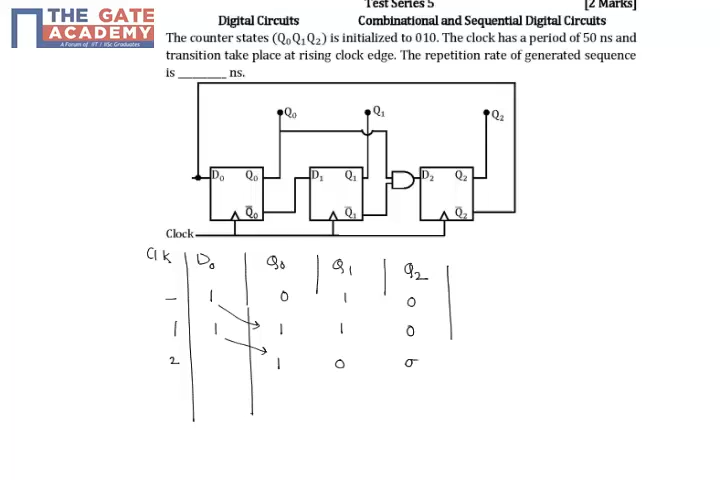 Test Series 5 [2 Marks]
THE GATE
ACADEMY
A Forum of IIT / IISc Graduates
Digital Circuits Combinational and Sequential Digital Circuits
The counter states (Q₀Q₁Q₂) is initialized to 010. The clock has a period of 50 ns and
transition take place at rising clock edge. The repetition rate of generated sequence
is ________ ns.
Q₀ Q₁ Q₂
D₀ Q₀ D₁ Q₁ D₂ Q₂
Q̅₀ Q̅₁ Q̅₂
Clock
Clk D₀ Q₀ Q₁ Q₂
– 1 0 1 0
1 1 1 1 0
2 1 0 0